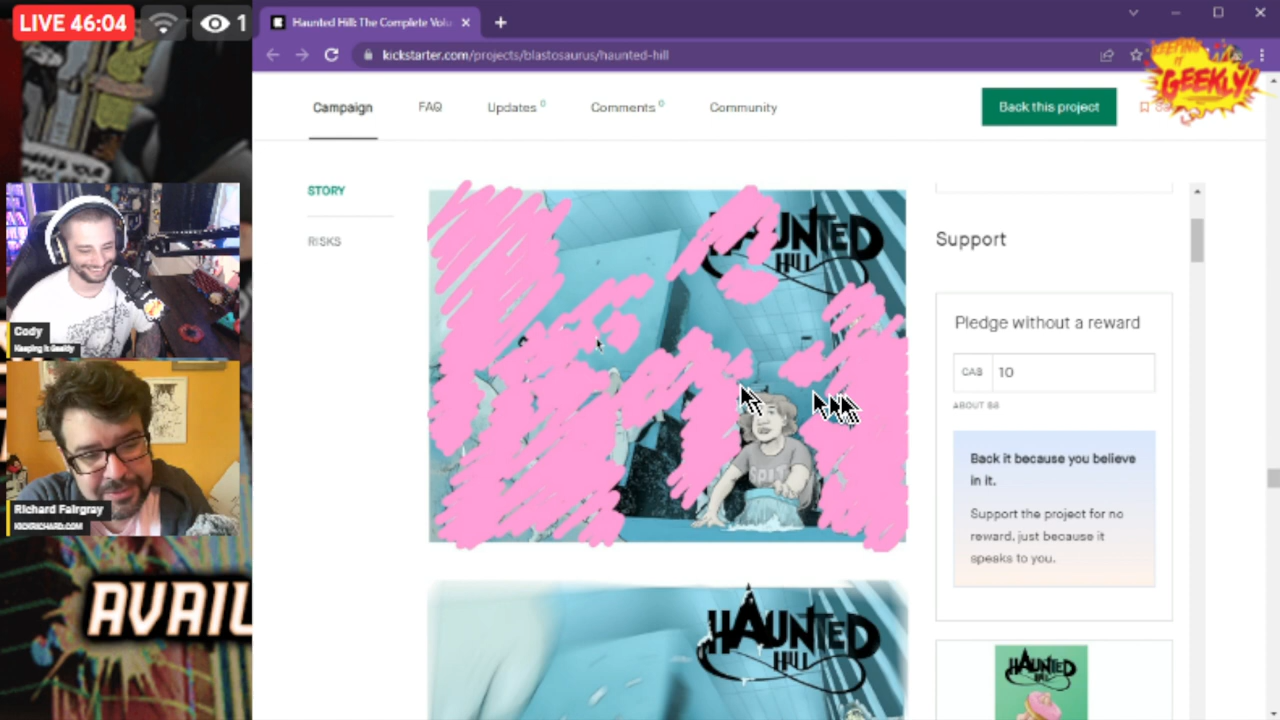 LIVE 46:04
1
Haunted Hill: The Complete Volu
kickstarter.com/projects/blastosaurus/haunted-hill
KEEPING IT
GEEKLY!
Campaign
FAQ
Updates 0
Comments 0
Community
Back this project
STORY
RISKS
HAUNTED
HILL
Support
Pledge without a reward
CA$ 10
ABOUT $8
Back it because you believe
in it.
Support the project for no
reward, just because it
speaks to you.
Cody
Keeping It Geekly
Richard Fairgray
KICKRICHARD.COM
AVAIL
HAUNTED
HILL
HAUNTED
HILL